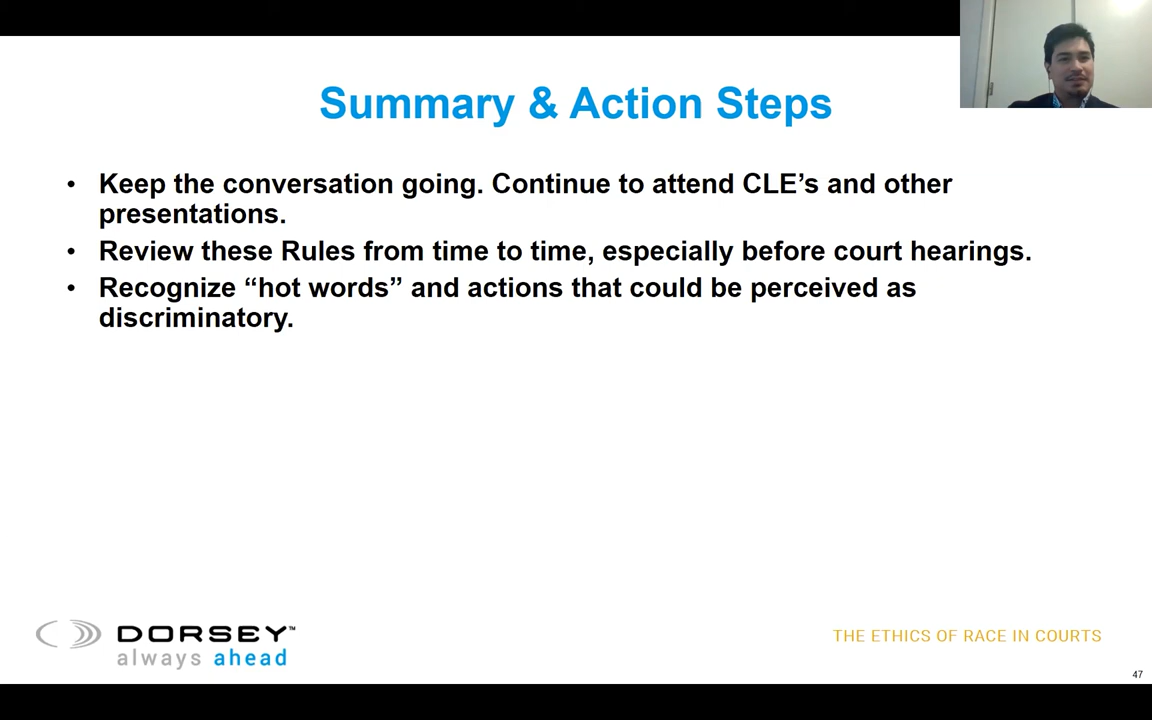 Summary & Action Steps
• Keep the conversation going. Continue to attend CLE’s and other
presentations.
• Review these Rules from time to time, especially before court hearings.
• Recognize “hot words” and actions that could be perceived as
discriminatory.
DORSEY™
always ahead
THE ETHICS OF RACE IN COURTS
47